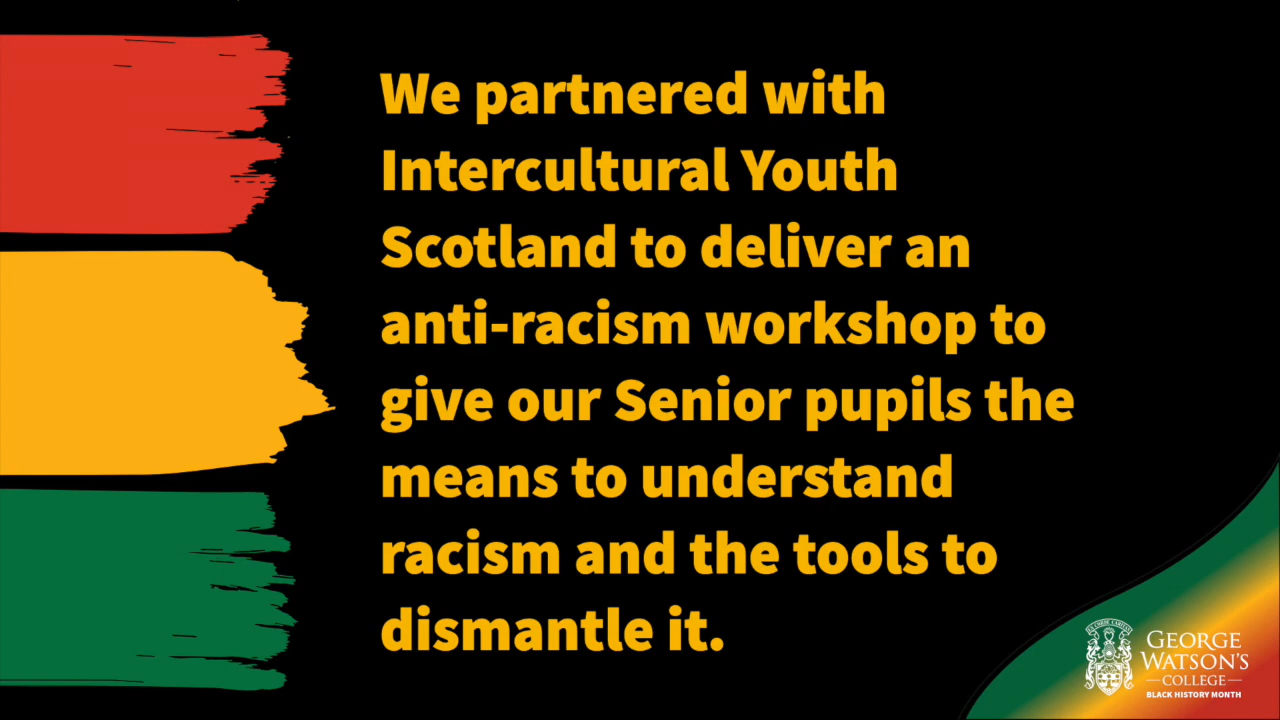 We partnered with
Intercultural Youth
Scotland to deliver an
anti-racism workshop to
give our Senior pupils the
means to understand
racism and the tools to
dismantle it.
GEORGE
WATSON'S
COLLEGE
BLACK HISTORY MONTH